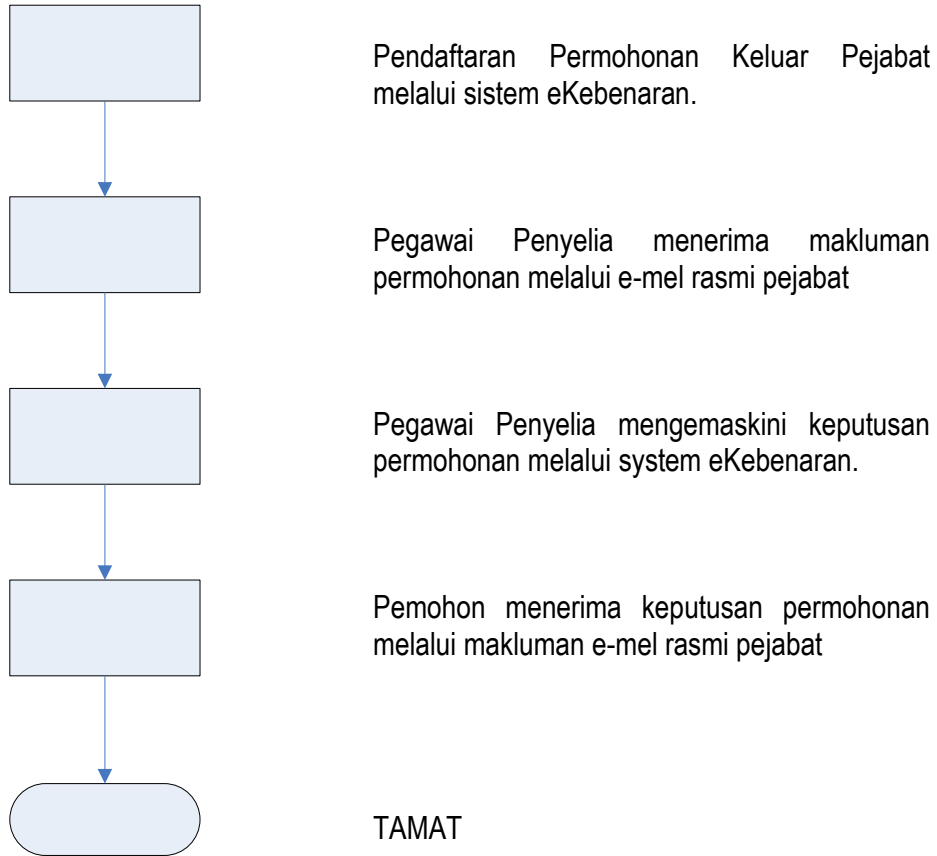 Pendaftaran Permohonan Keluar Pejabat
melalui sistem eKebenaran.
Pegawai Penyelia menerima makluman
permohonan melalui e-mel rasmi pejabat
Pegawai Penyelia mengemaskini keputusan
permohonan melalui system eKebenaran.
Pemohon menerima keputusan permohonan
melalui makluman e-mel rasmi pejabat
TAMAT